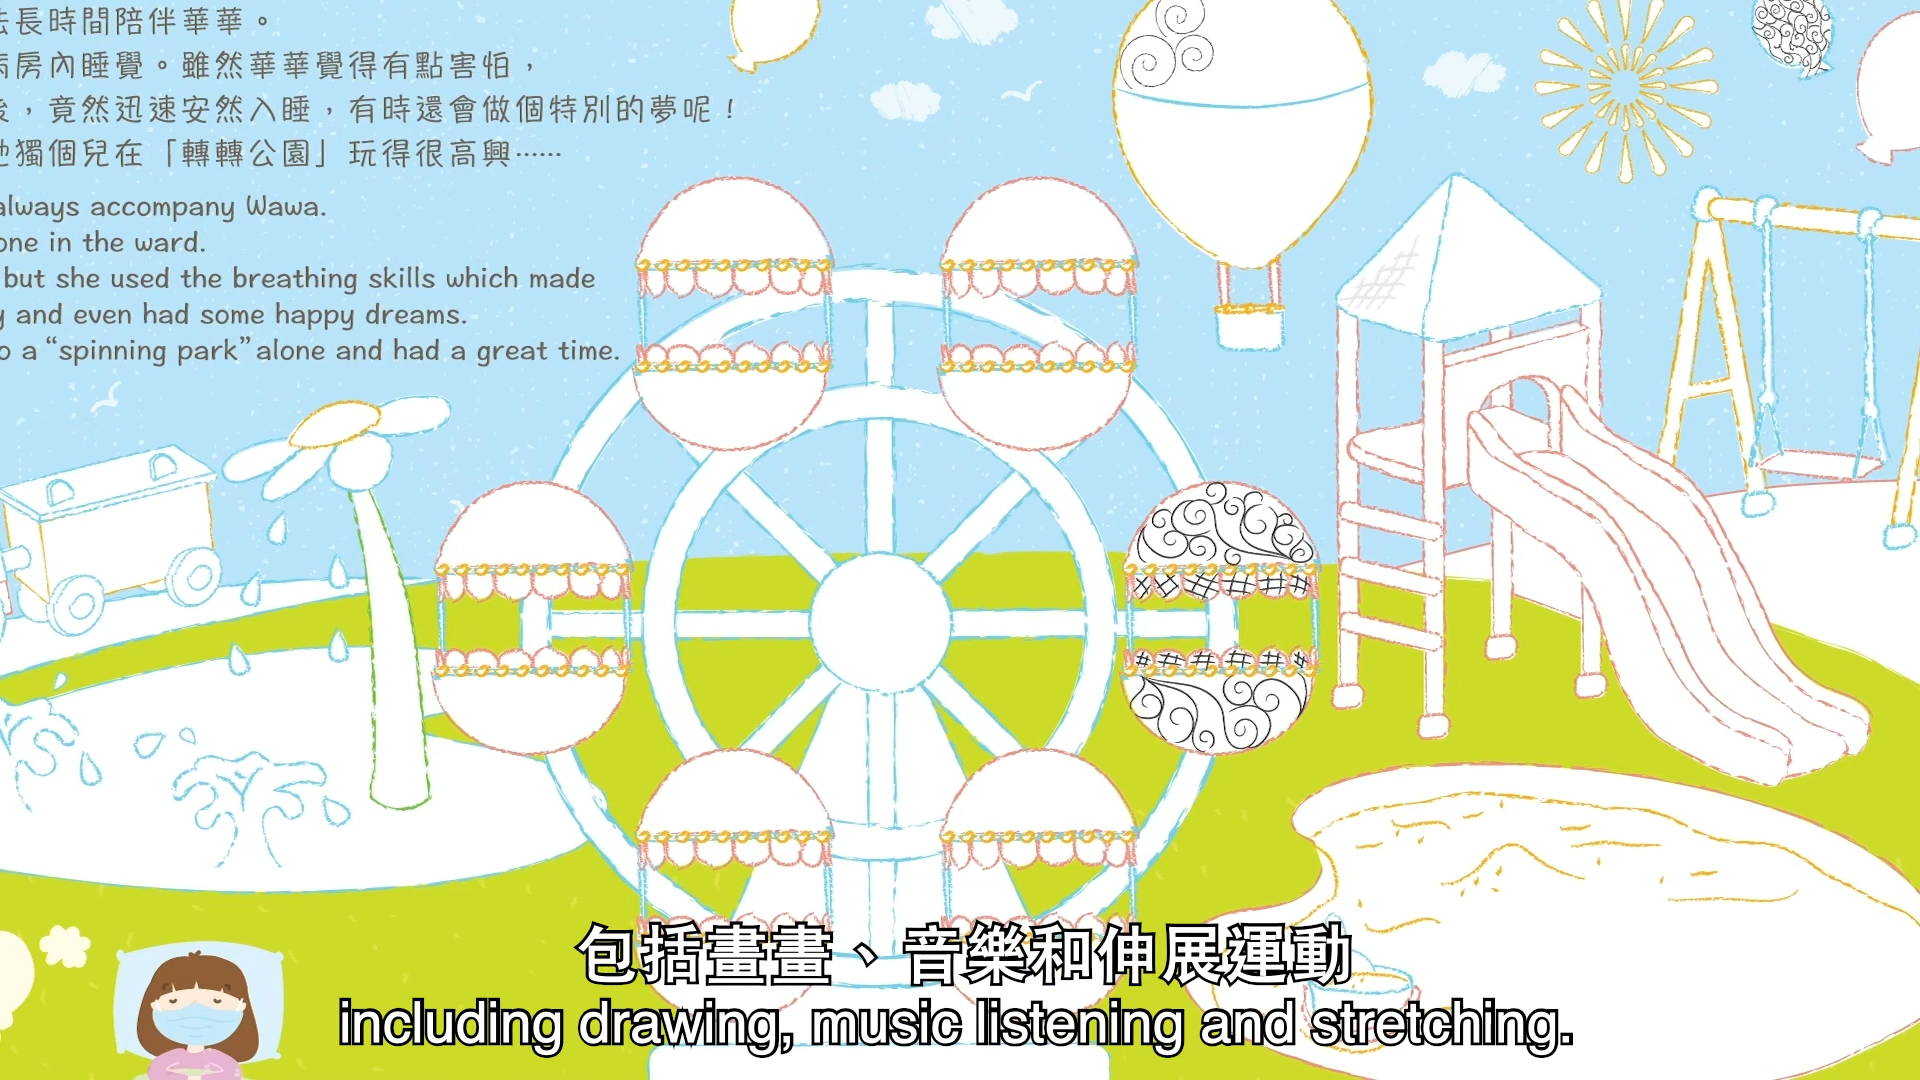 長時間陪伴華華。
房內睡覺。雖然華華覺得有點害怕，
，竟然迅速安然入睡，有時還會做個特別的夢呢！
獨個兒在「轉轉公園」玩得很高興……
always accompany Wawa.
one in the ward.
but she used the breathing skills which made
y and even had some happy dreams.
o a “spinning park” alone and had a great time.
包括畫畫、音樂和伸展運動
including drawing, music listening and stretching.